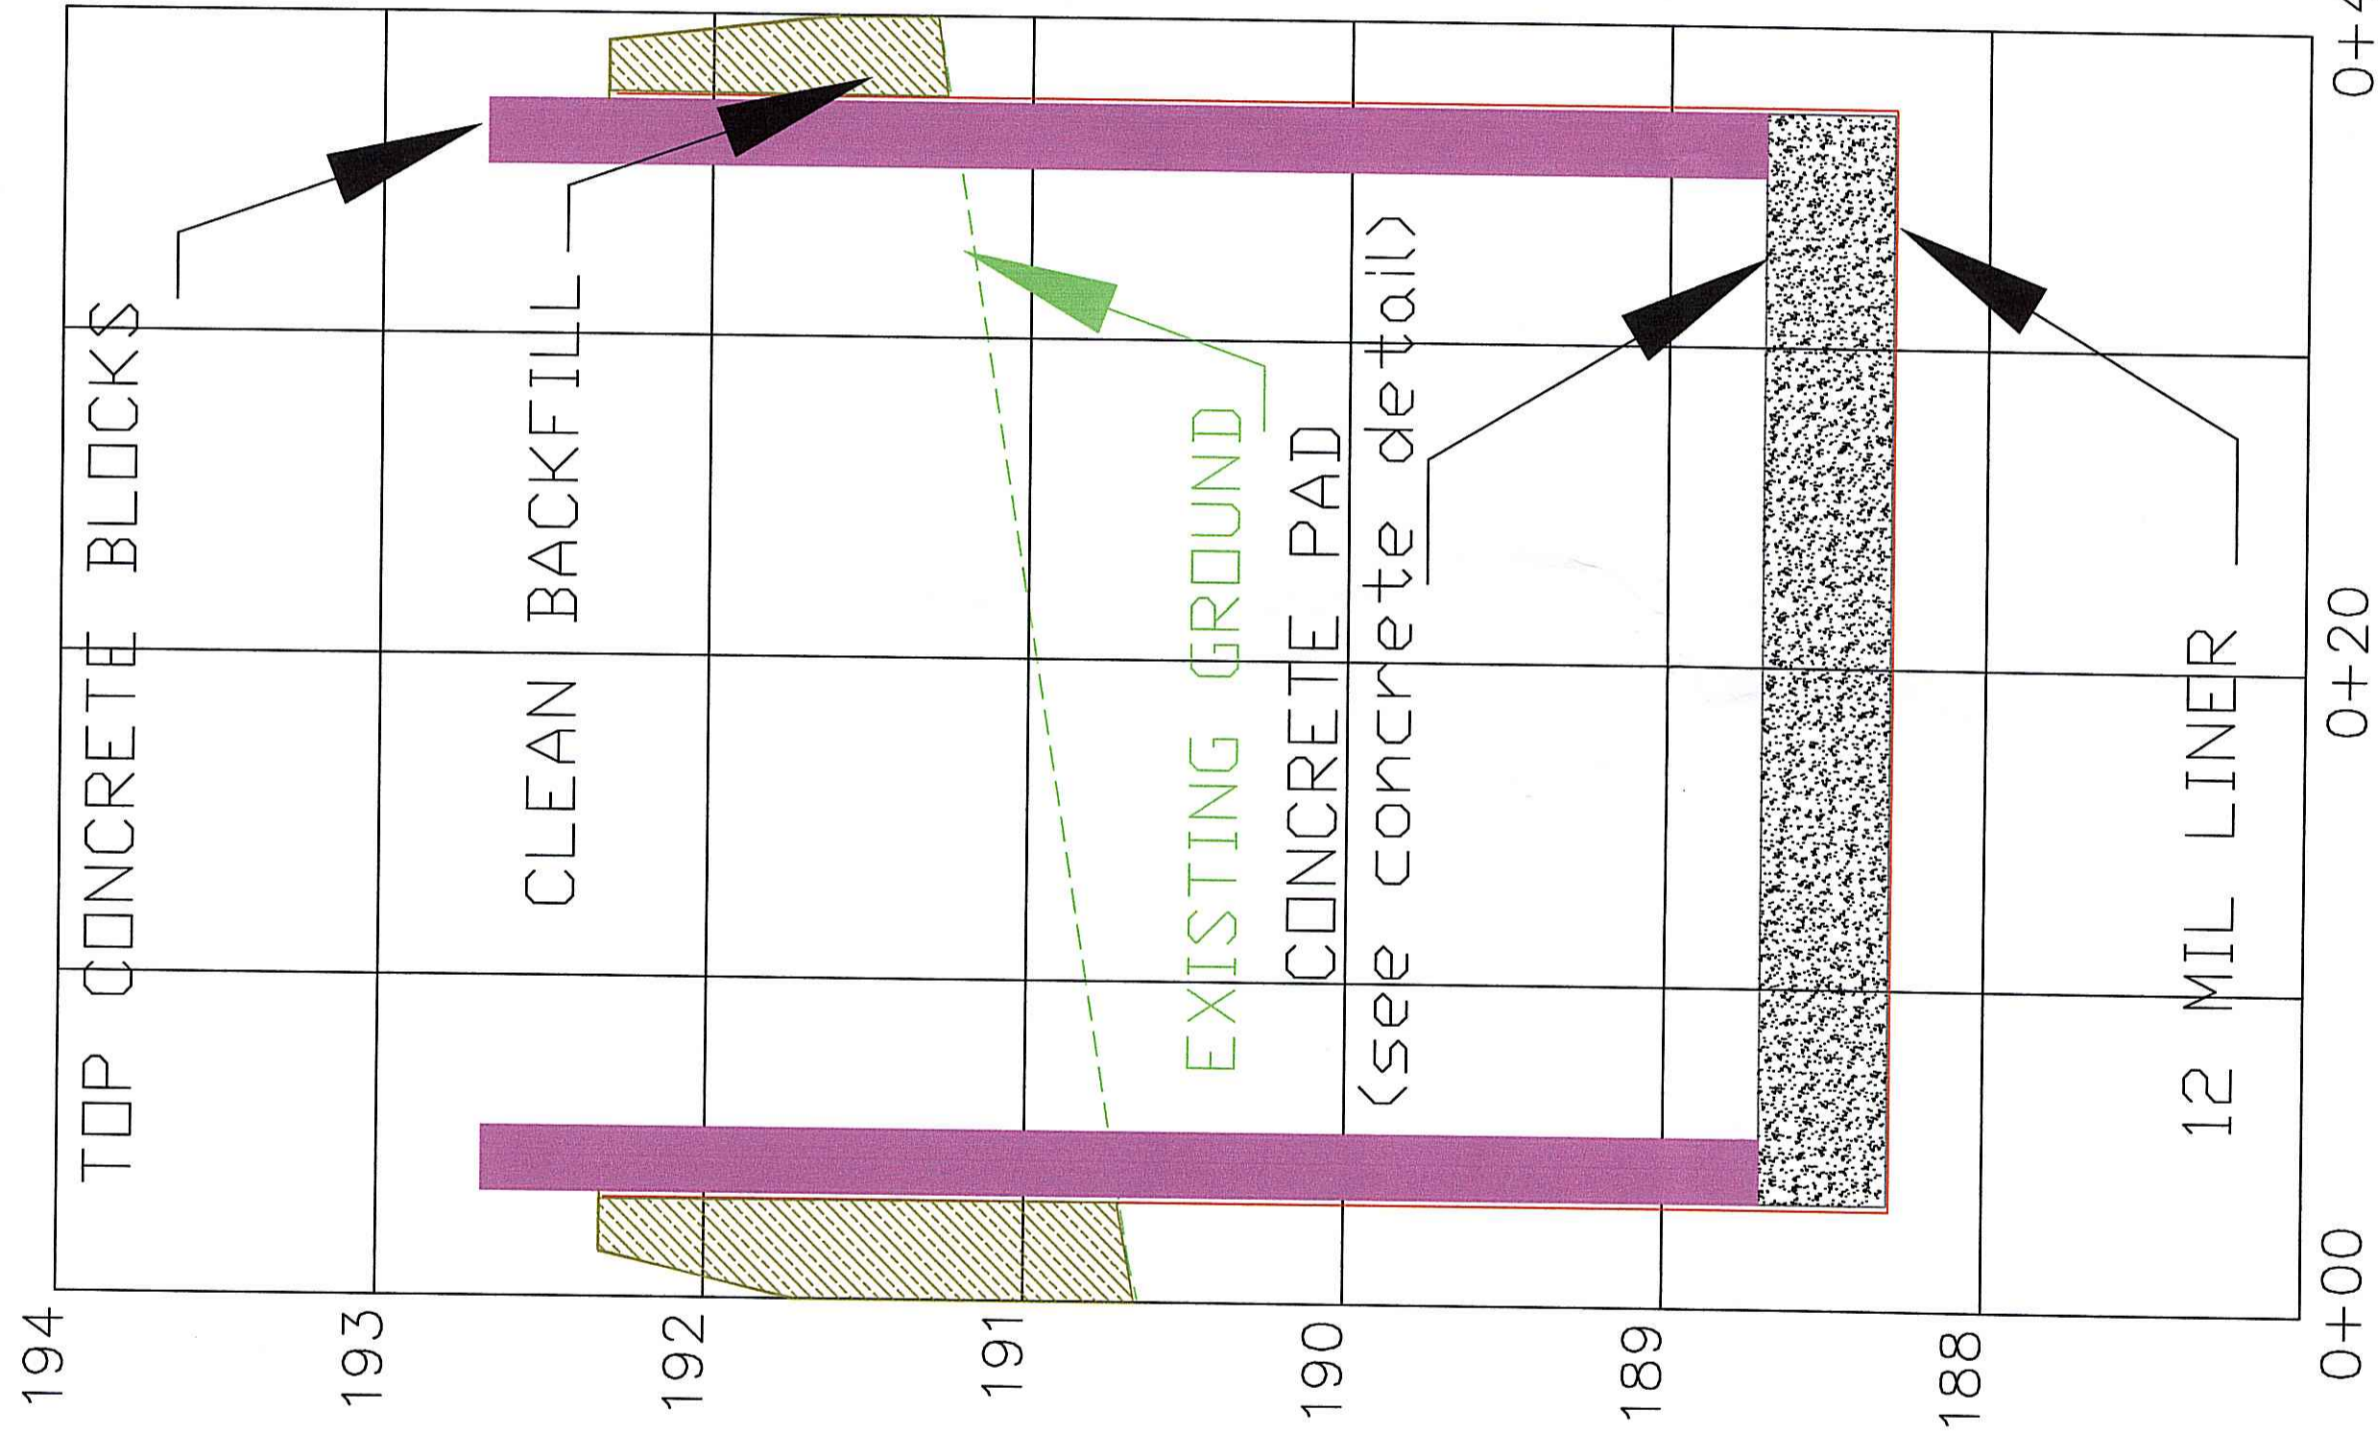 TOP CONCRETE BLOCKS
CLEAN BACKFILL
EXISTING GROUND
CONCRETE PAD
(see concrete detail)
12 MIL LINER
194
193
192
191
190
189
188
0+00
0+20